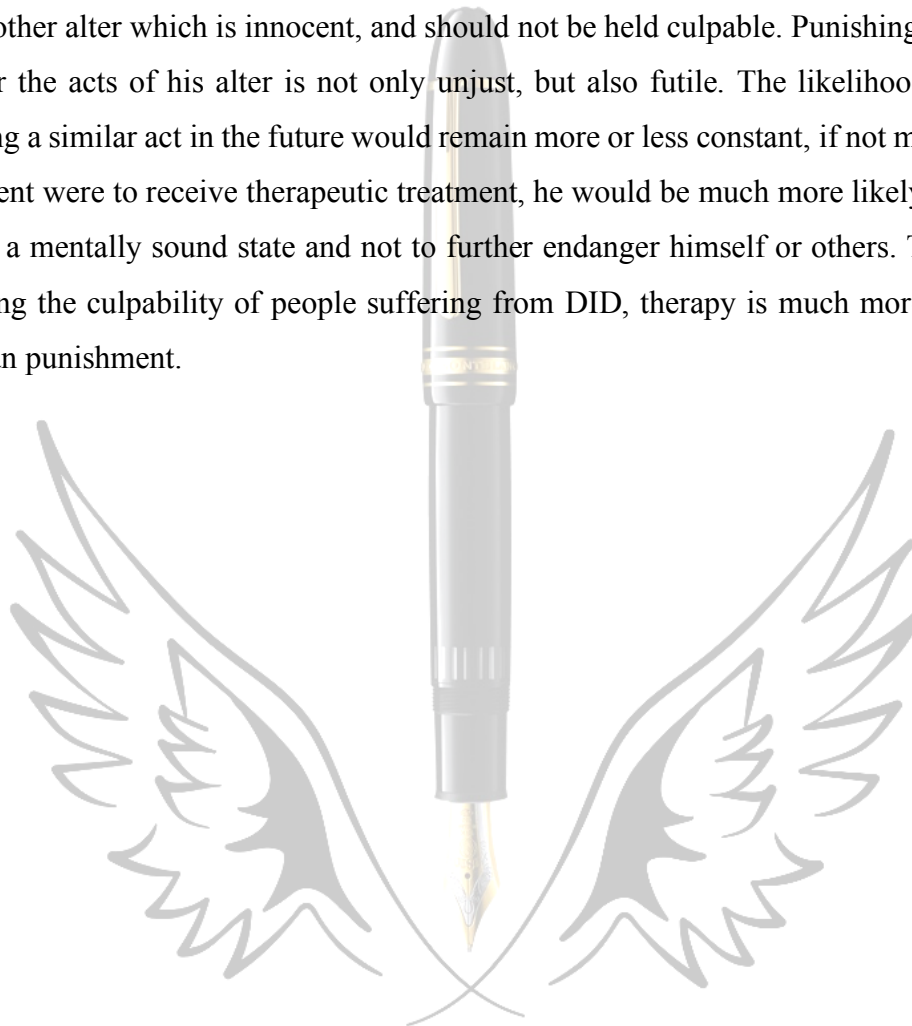 other alter which is innocent, and should not be held culpable. Punishing
the acts of his alter is not only unjust, but also futile. The
a similar act in the future would remain more or less constant, if not
were to receive therapeutic treatment, he would be much more likely
a mentally sound state and not to further endanger himself or others.
the culpability of people suffering from DID, therapy is much
punishment.